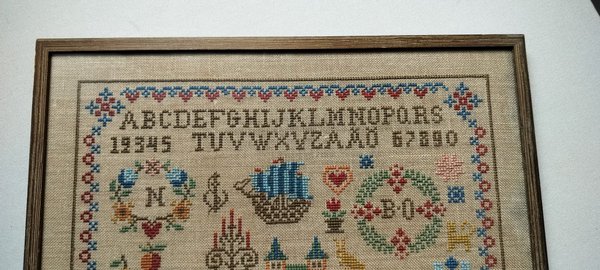 ABCDEFGHIJKLMNOPQRS
12345 TUVWXYZÅÄÖ 67890
N
B·O